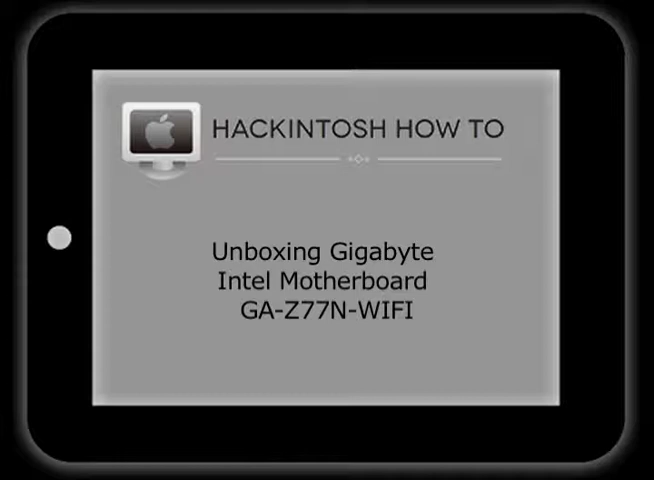 HACKINTOSH HOW TO
Unboxing Gigabyte
Intel Motherboard
GA-Z77N-WIFI